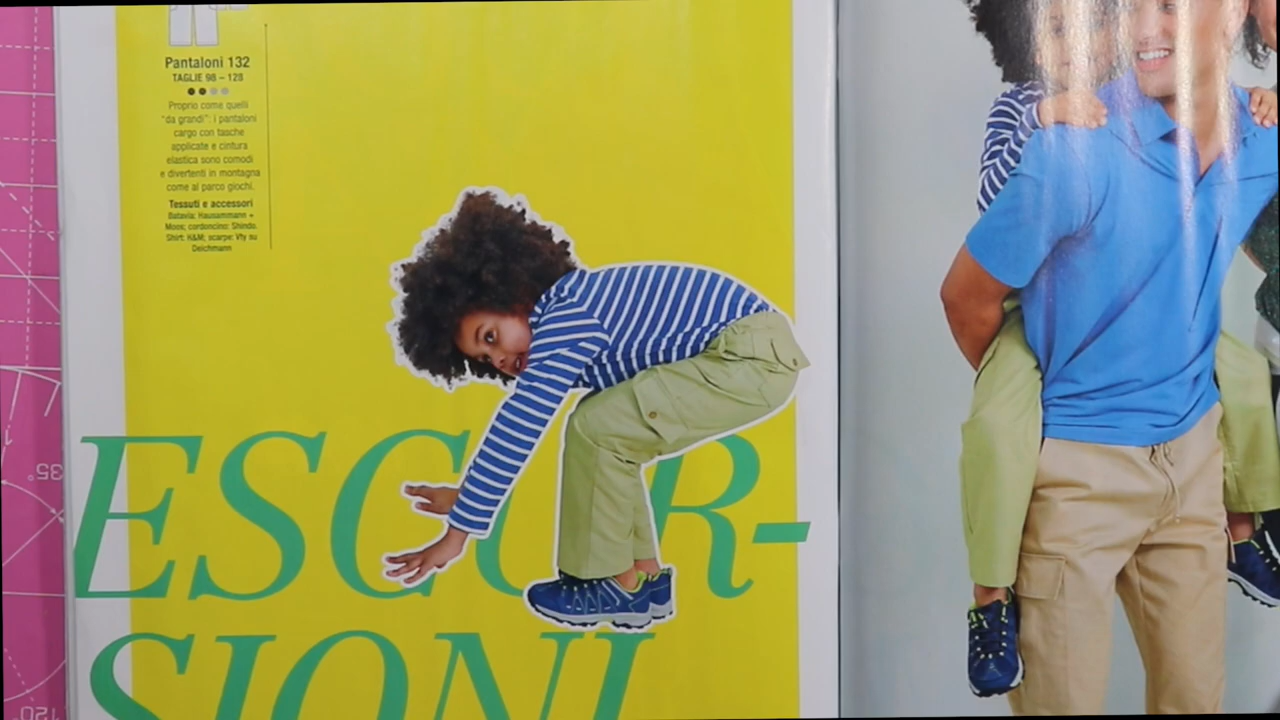 Pantaloni 132
TAGLIE 98 – 128
Proprio come quelli
"da grandi": i pantaloni
cargo con tasche
applicate e cintura
elastica sono comodi
e divertenti in montagna
come al parco giochi.
Tessuti e accessori
Batavia: Hausammann +
Moos; cordoncino: Shindo.
Shirt: H&M; scarpe: Vty su
Deichmann
ESCUR-
SIONI
35°
120°